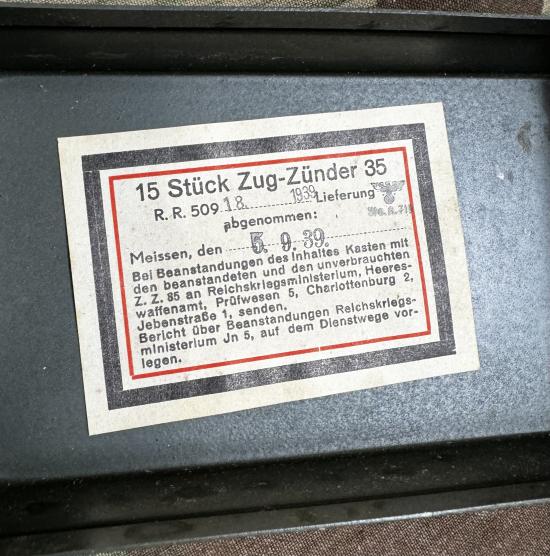 15 Stück Zug-Zünder 35
R. R. 509 18. 1939 Lieferung
abgenommen:
Meissen, den 5. 9. 39.
Bei Beanstandungen des Inhaltes Kasten mit
den beanstandeten und den unverbrauchten
Z. Z. 85 an Reichskriegsministerium, Heeres-
waffenamt, Prüfwesen 5, Charlottenburg 2,
Jebenstraße 1, senden.
Bericht über Beanstandungen Reichskriegs-
ministerium Jn 5, auf dem Dienstwege vor-
legen.